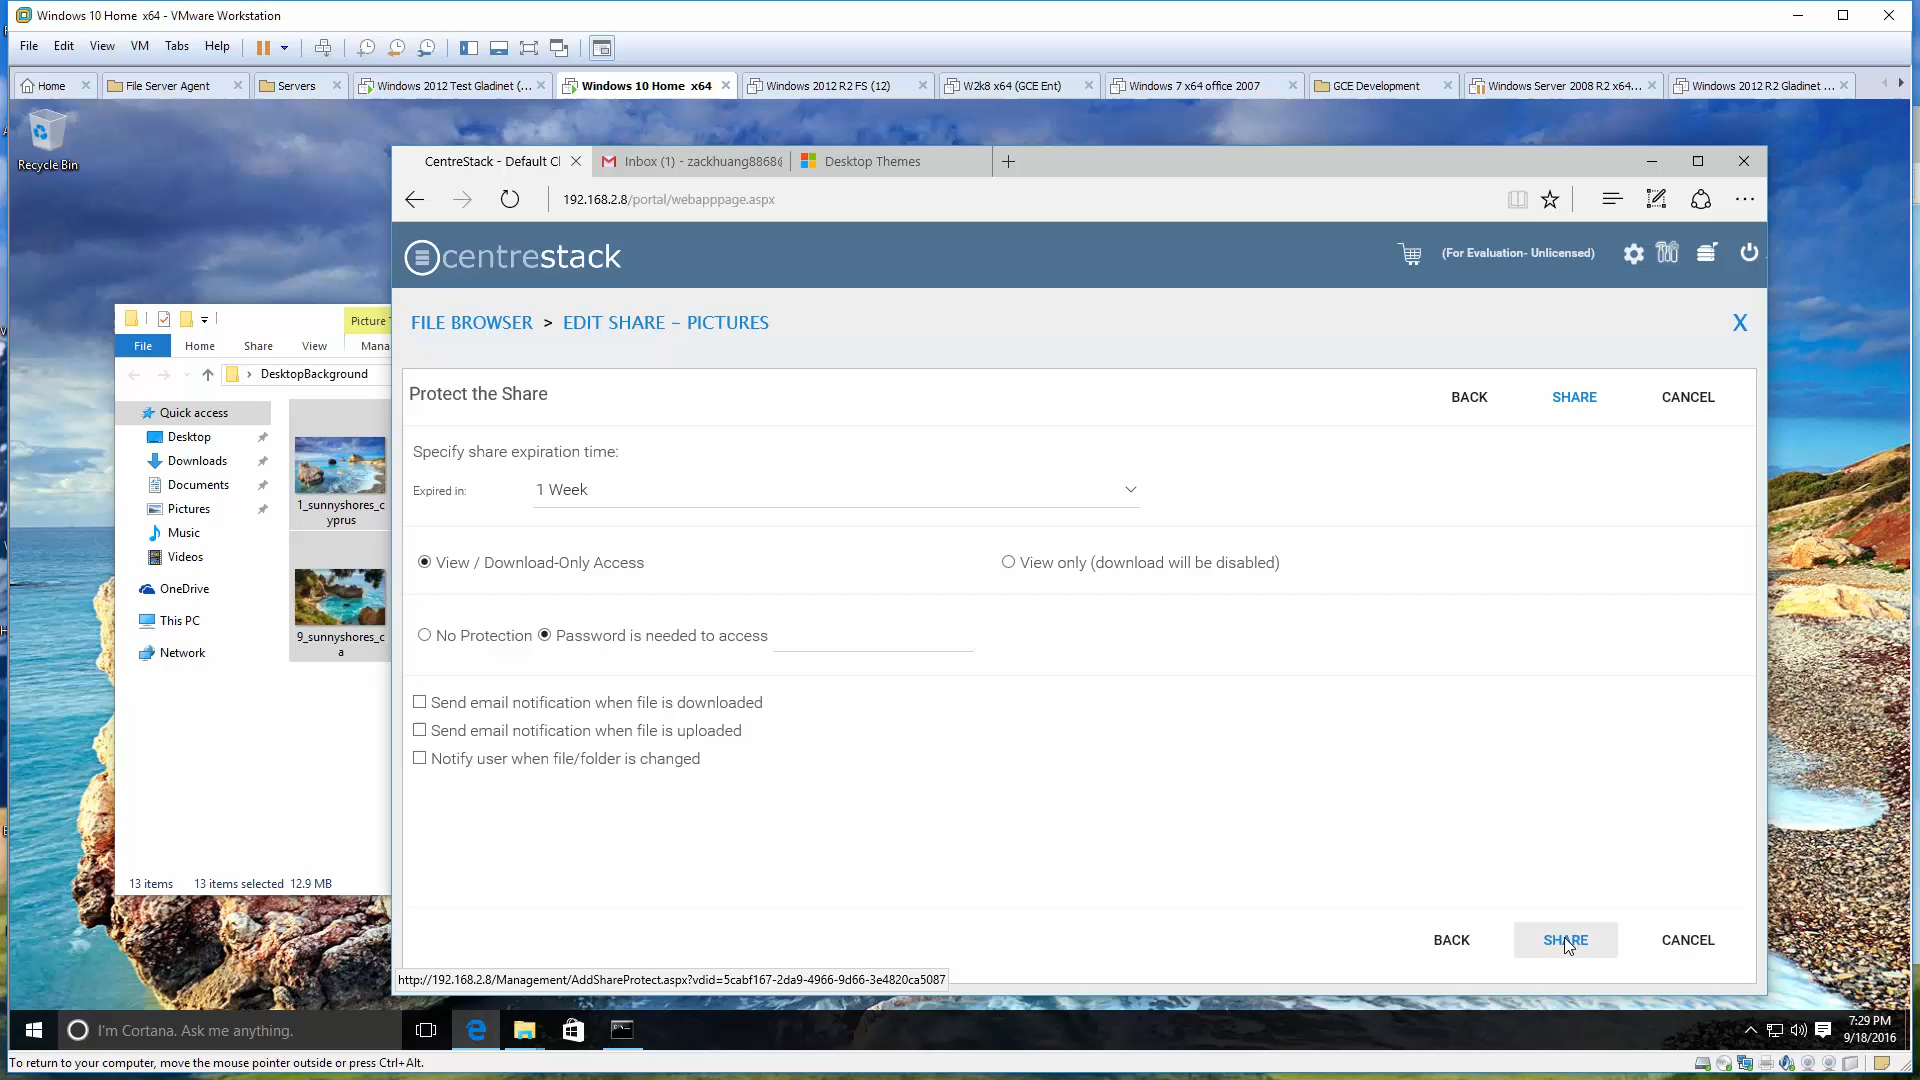 Windows 10 Home x64 - VMware Workstation
File Edit View VM Tabs Help
Home File Server Agent Servers Windows 2012 Test Gladinet (... Windows 10 Home x64 Windows 2012 R2 FS (12) W2k8 x64 (GCE Ent) Windows 7 x64 office 2007 GCE Development Windows Server 2008 R2 x64... Windows 2012 R2 Gladinet ...
Recycle Bin
CentreStack - Default Cl Inbox (1) - zackhuang8868@ Desktop Themes
192.168.2.8/portal/webapppage.aspx
centrestack (For Evaluation- Unlicensed)
FILE BROWSER > EDIT SHARE – PICTURES X
Picture
File Home Share View Mana
DesktopBackground
Quick access
Desktop
Downloads
Documents
Pictures
Music
Videos
OneDrive
This PC
Network
1_sunnyshores_c
yprus
9_sunnyshores_c
a
13 items 13 items selected 12.9 MB
Protect the Share BACK SHARE CANCEL
Specify share expiration time:
Expired in: 1 Week
View / Download-Only Access View only (download will be disabled)
No Protection Password is needed to access
Send email notification when file is downloaded
Send email notification when file is uploaded
Notify user when file/folder is changed
BACK SHARE CANCEL
http://192.168.2.8/Management/AddShareProtect.aspx?vdid=5cabf167-2da9-4966-9d66-3e4820ca5087
I'm Cortana. Ask me anything.
7:29 PM
9/18/2016
To return to your computer, move the mouse pointer outside or press Ctrl+Alt.